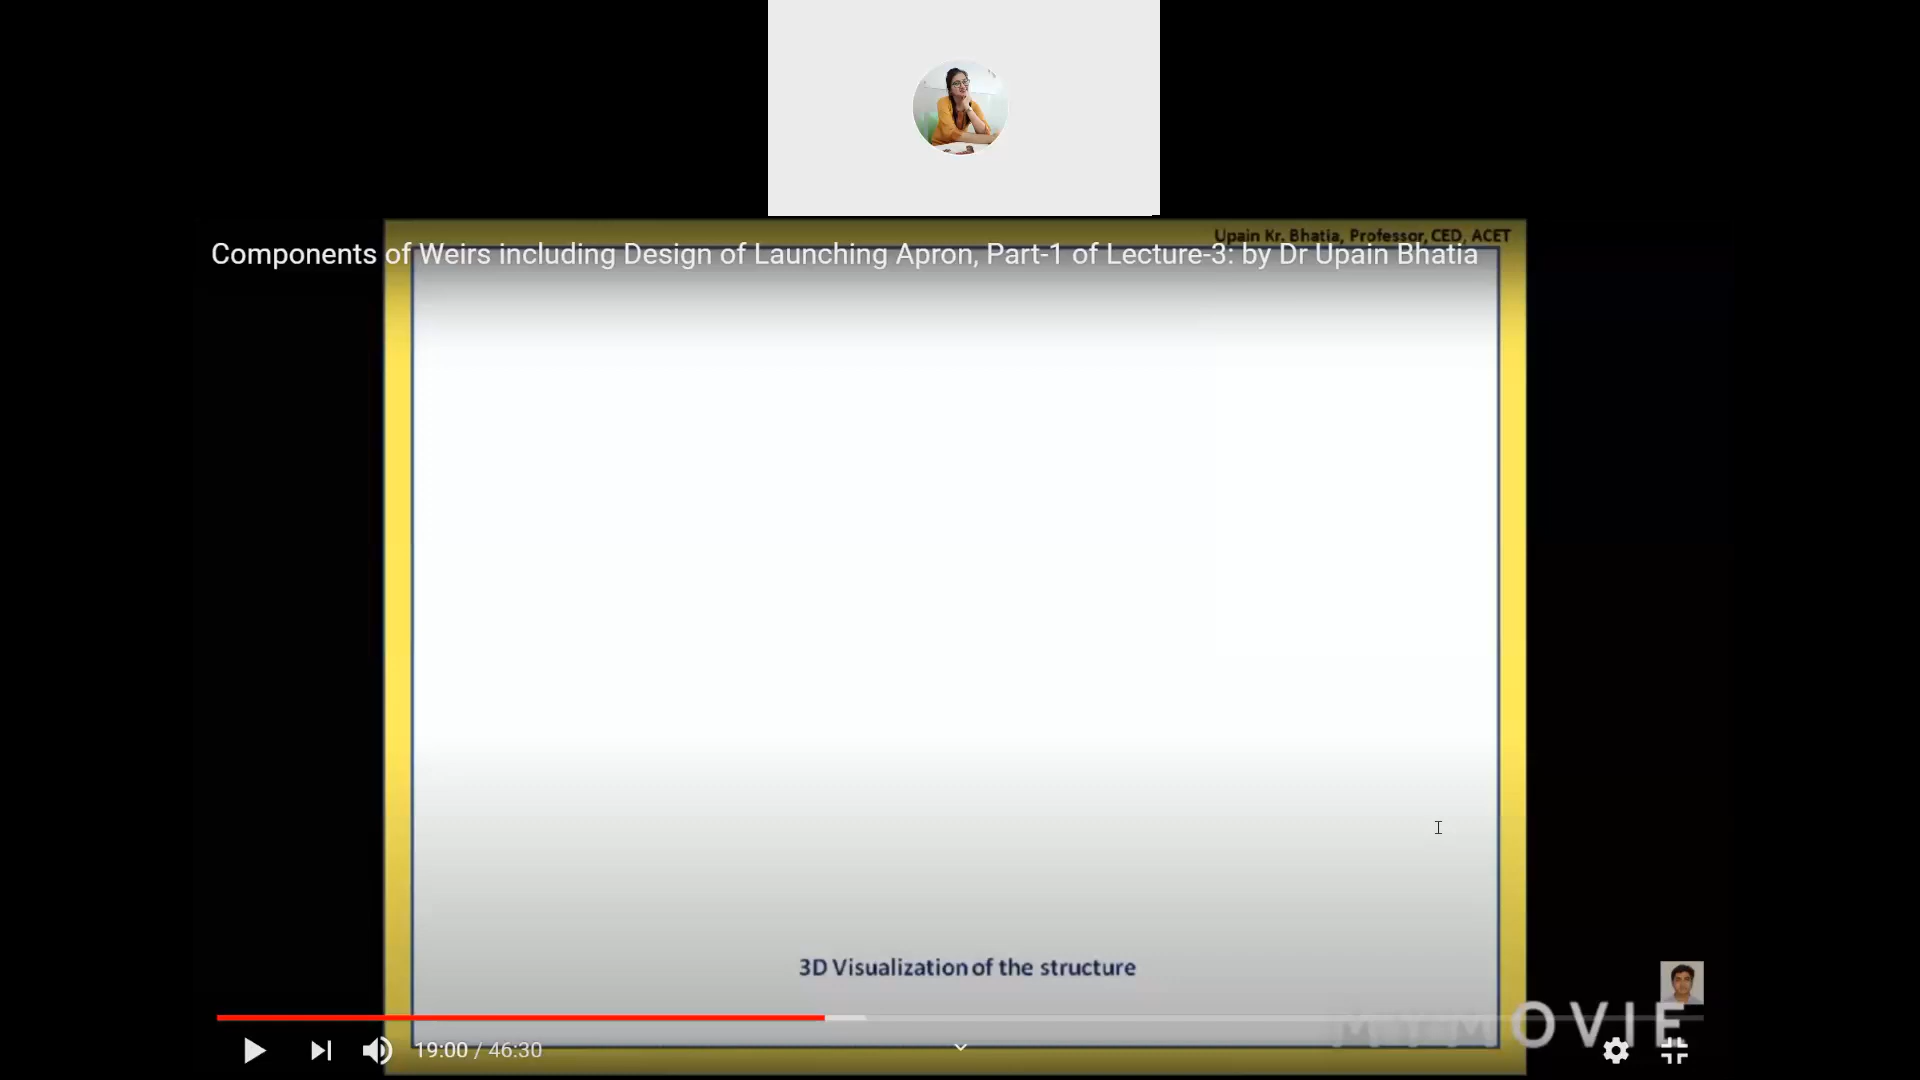 Upain Kr. Bhatia, Professor, CED, ACET
Components of Weirs including Design of Launching Apron, Part-1 of Lecture-3: by Dr Upain Bhatia
3D Visualization of the structure
MYMOVIE
19:00 / 46:30